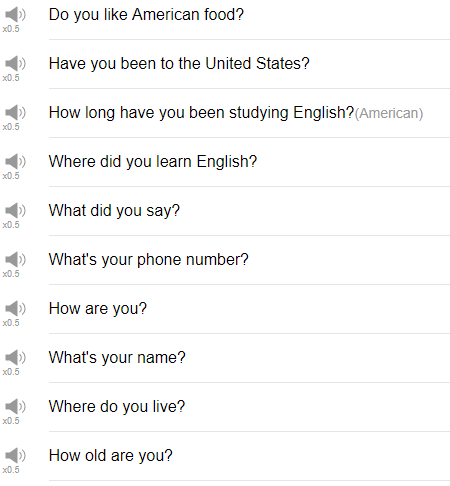 Do you like American food?
x0.5
Have you been to the United States?
x0.5
How long have you been studying English?(American)
x0.5
Where did you learn English?
x0.5
What did you say?
x0.5
What's your phone number?
x0.5
How are you?
x0.5
What's your name?
x0.5
Where do you live?
x0.5
How old are you?
x0.5